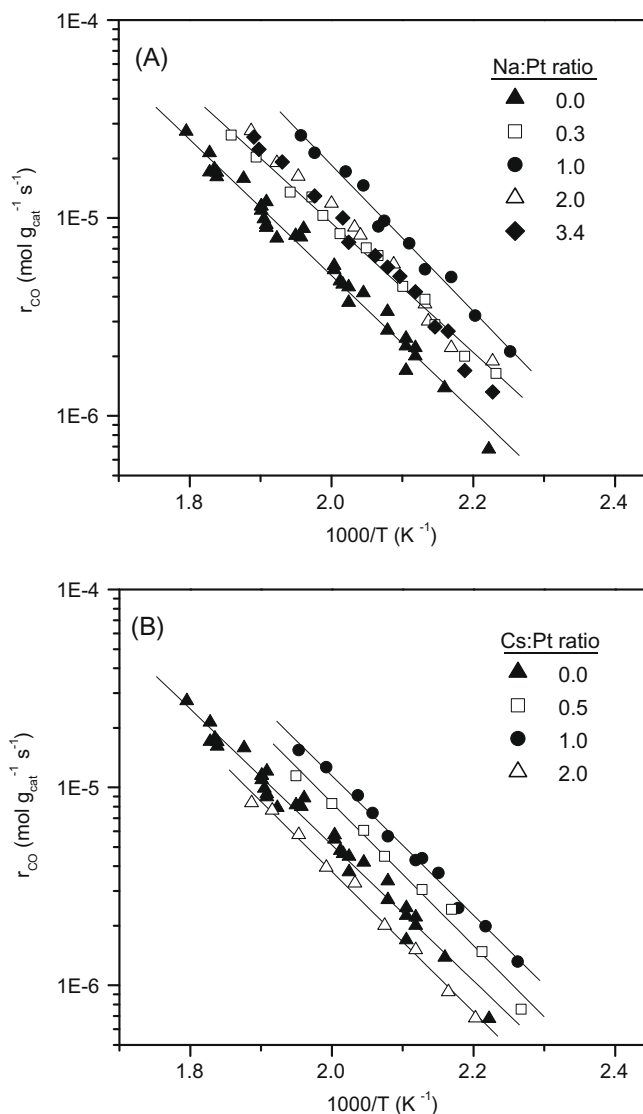 1E-4
(A)
Na:Pt ratio
0.0
0.3
1.0
2.0
3.4
1E-5
1E-6
r_CO (mol g_cat^-1 s^-1)
1.8 2.0 2.2 2.4
1000/T (K^-1)
1E-4
(B)
Cs:Pt ratio
0.0
0.5
1.0
2.0
1E-5
1E-6
r_CO (mol g_cat^-1 s^-1)
1.8 2.0 2.2 2.4
1000/T (K^-1)